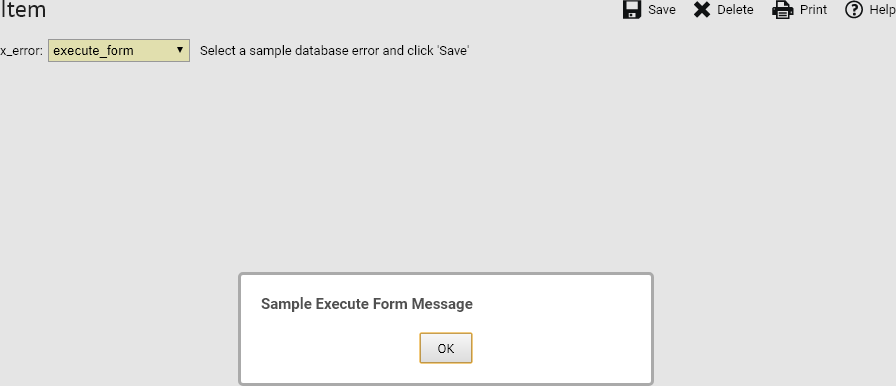 Item
Save Delete Print Help
x_error: execute_form Select a sample database error and click 'Save'
Sample Execute Form Message
OK